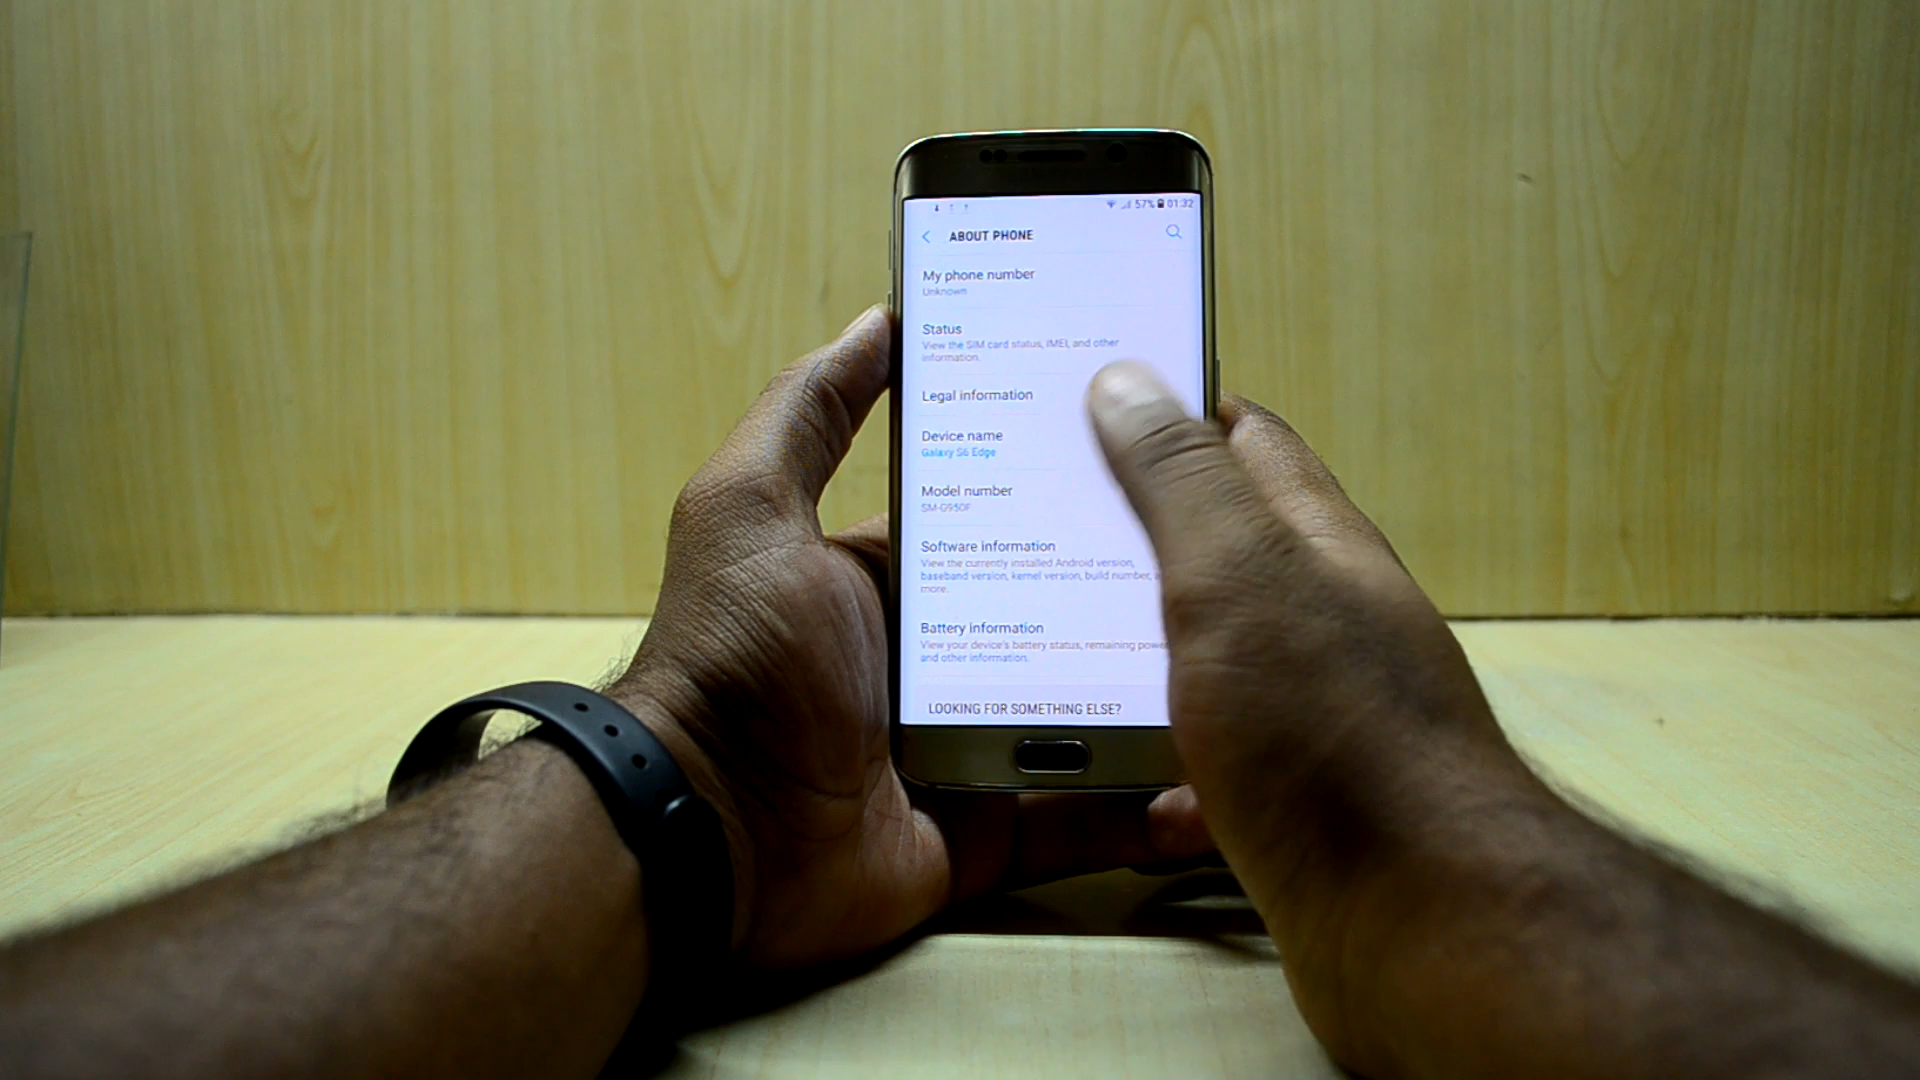 57% 01:32
ABOUT PHONE
My phone number
Unknown
Status
View the SIM card status, IMEI, and other
information.
Legal information
Device name
Galaxy S6 Edge
Model number
SM-G950F
Software information
View the currently installed Android version,
baseband version, kernel version, build number,
more.
Battery information
View your device's battery status, remaining power
and other information.
LOOKING FOR SOMETHING ELSE?